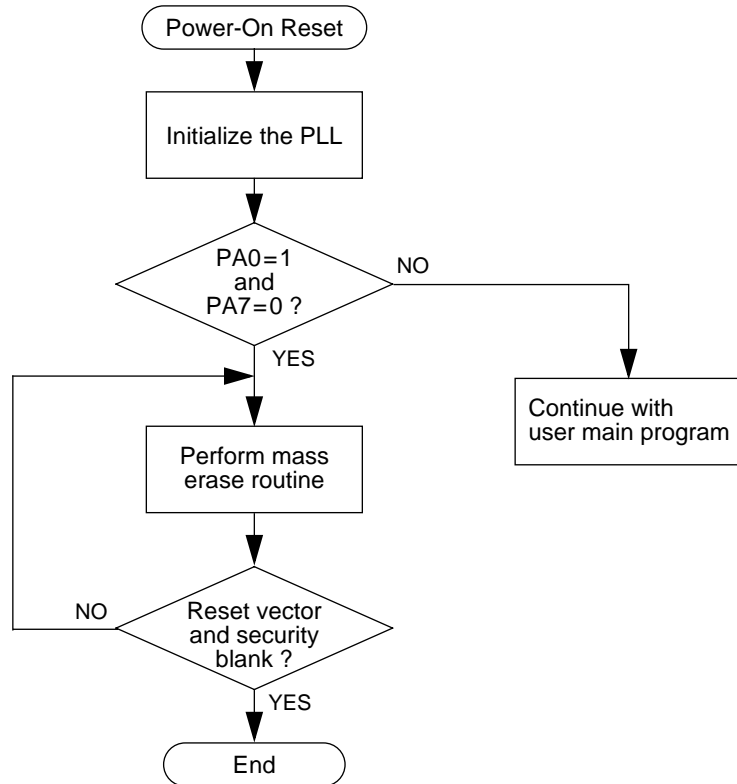 Power-On Reset
Initialize the PLL
PA0=1
and
PA7=0 ?
NO
YES
Continue with
user main program
Perform mass
erase routine
NO
Reset vector
and security
blank ?
YES
End